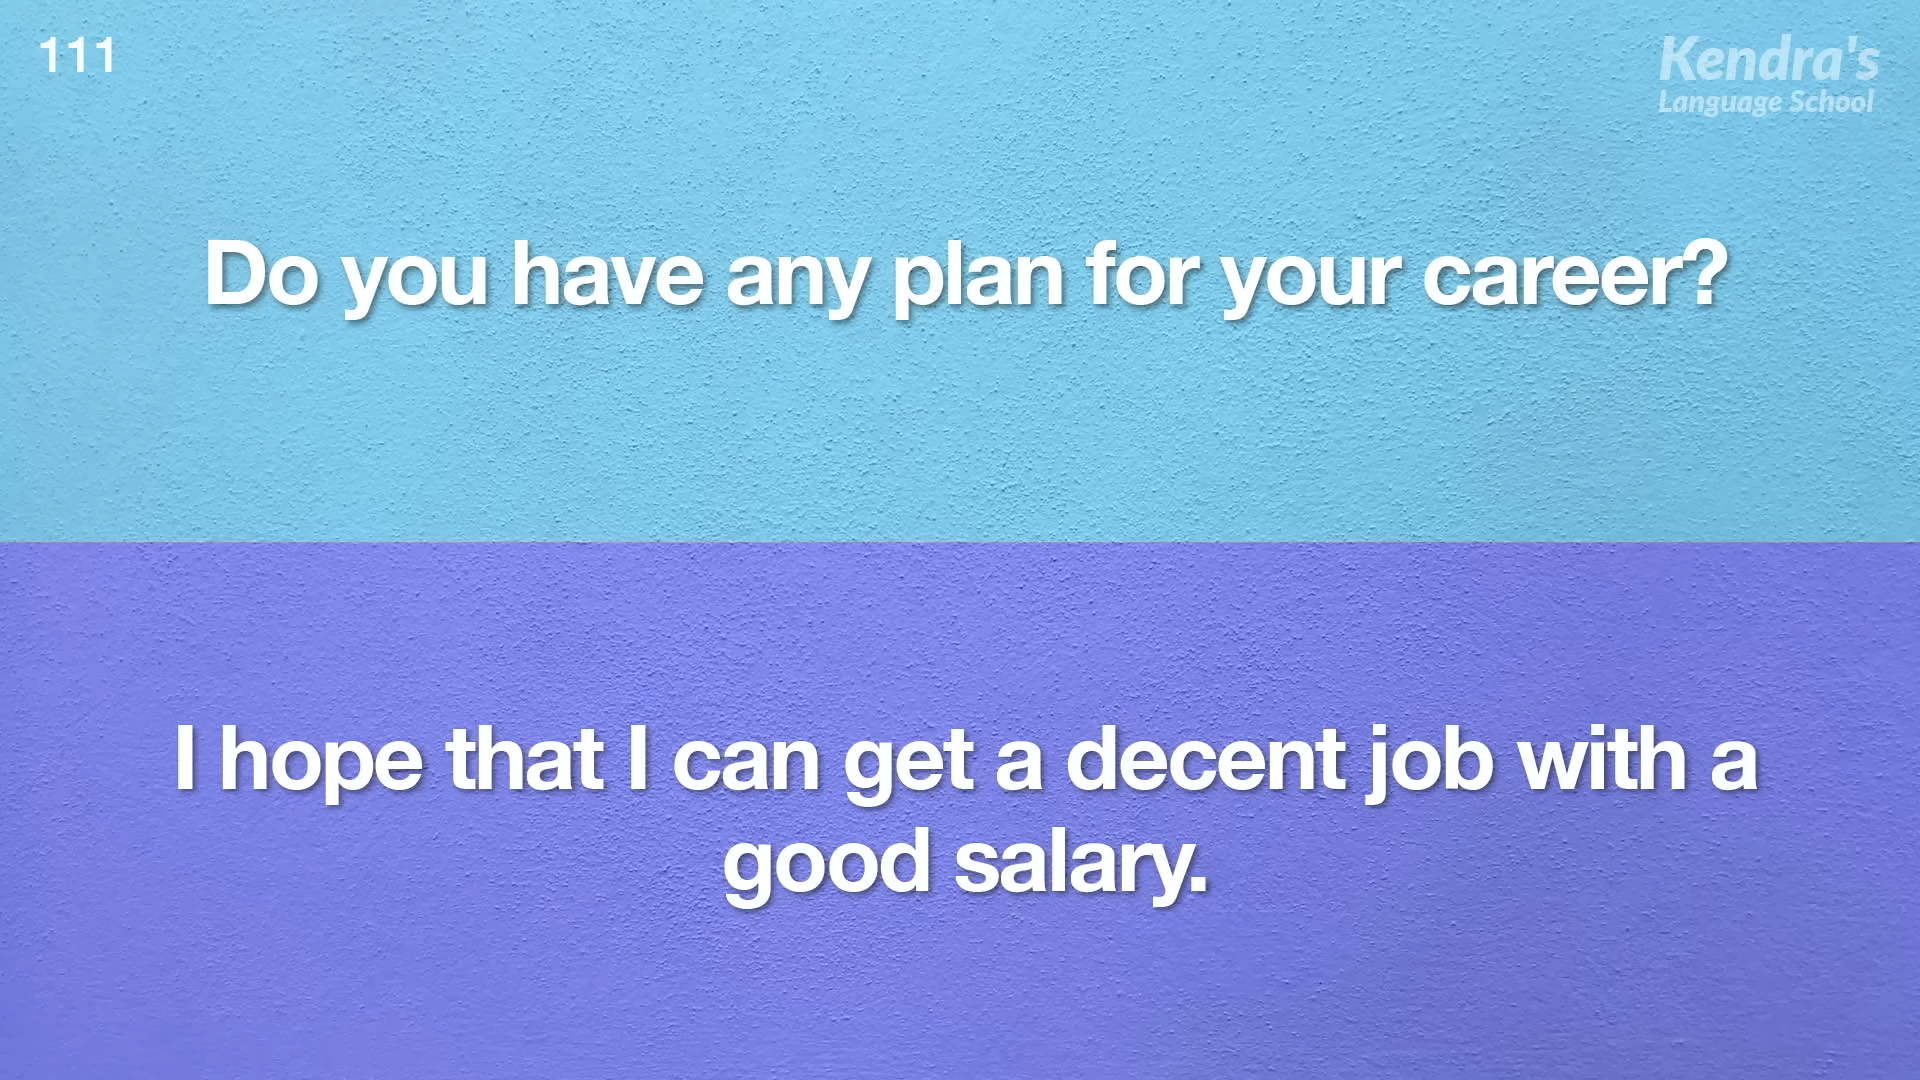 111
Kendra's
Language School
Do you have any plan for your career?
I hope that I can get a decent job with a
good salary.